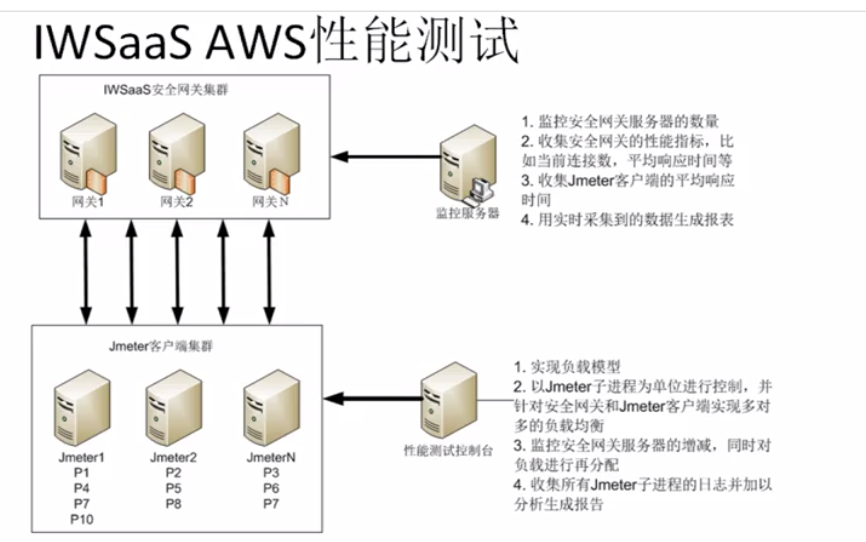 IWSaaS AWS性能测试
IWSaaS安全网关集群
网关1
网关2
网关N
监控服务器
1. 监控安全网关服务器的数量
2. 收集安全网关的性能指标，比
如当前连接数，平均响应时间等
3. 收集Jmeter客户端的平均响应
时间
4. 用实时采集到的数据生成报表
Jmeter客户端集群
Jmeter1
P1
P4
P7
P10
Jmeter2
P2
P5
P8
JmeterN
P3
P6
P7
性能测试控制台
1. 实现负载模型
2. 以Jmeter子进程为单位进行控制，并
针对安全网关和Jmeter客户端实现多对
多的负载均衡
3. 监控安全网关服务器的增减，同时对
负载进行再分配
4. 收集所有Jmeter子进程的日志并加以
分析生成报告